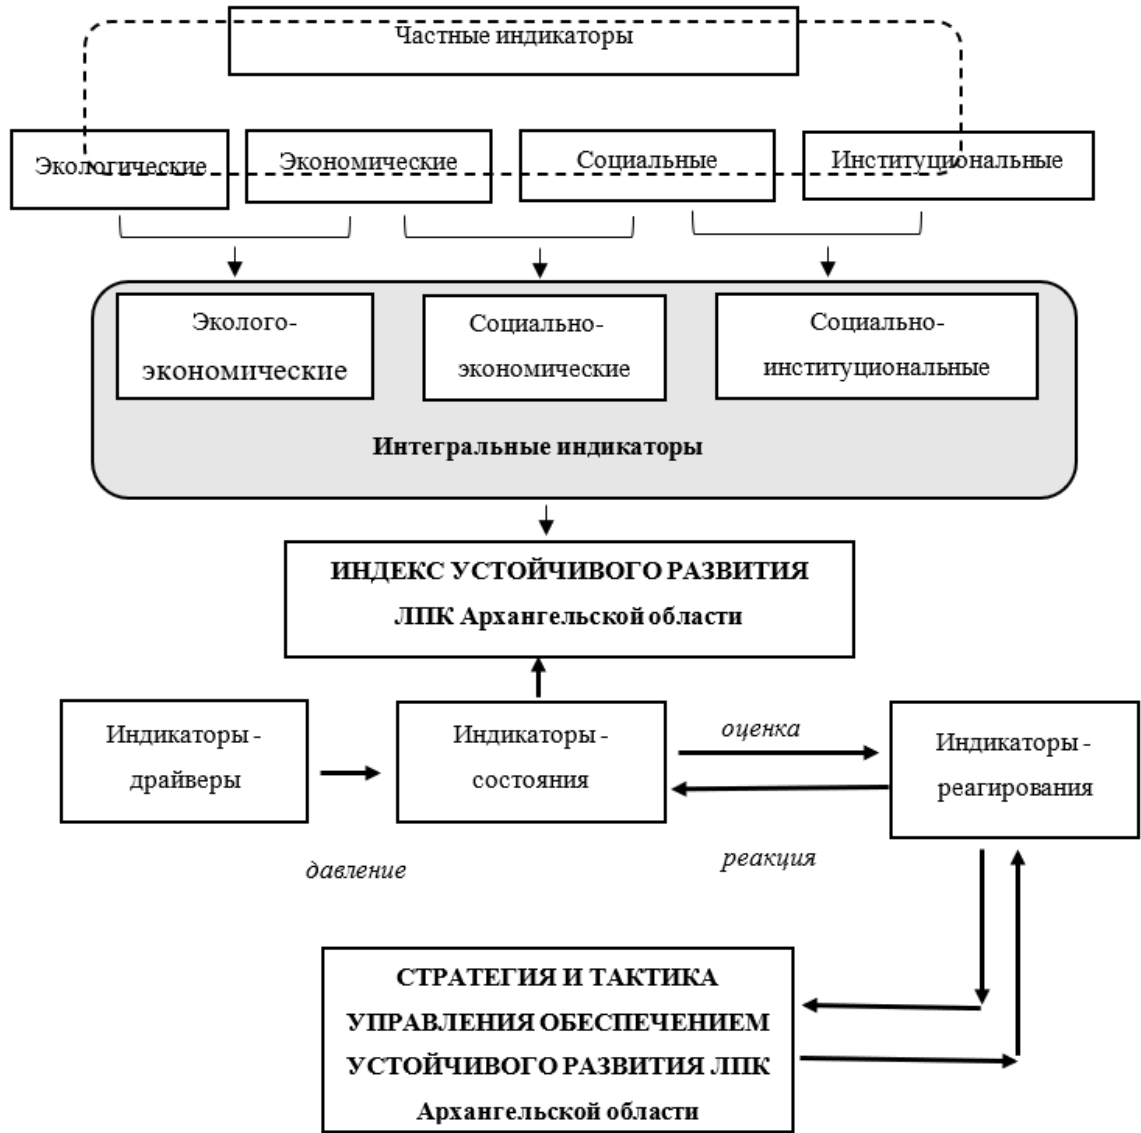 Частные индикаторы
Экологические
Экономические
Социальные
Институциональные
Эколого-
экономические
Социально-
экономические
Социально-
институциональные
Интегральные индикаторы
ИНДЕКС УСТОЙЧИВОГО РАЗВИТИЯ
ЛПК Архангельской области
Индикаторы -
драйверы
Индикаторы -
состояния
оценка
Индикаторы -
реагирования
давление
реакция
СТРАТЕГИЯ И ТАКТИКА
УПРАВЛЕНИЯ ОБЕСПЕЧЕНИЕМ
УСТОЙЧИВОГО РАЗВИТИЯ ЛПК
Архангельской области